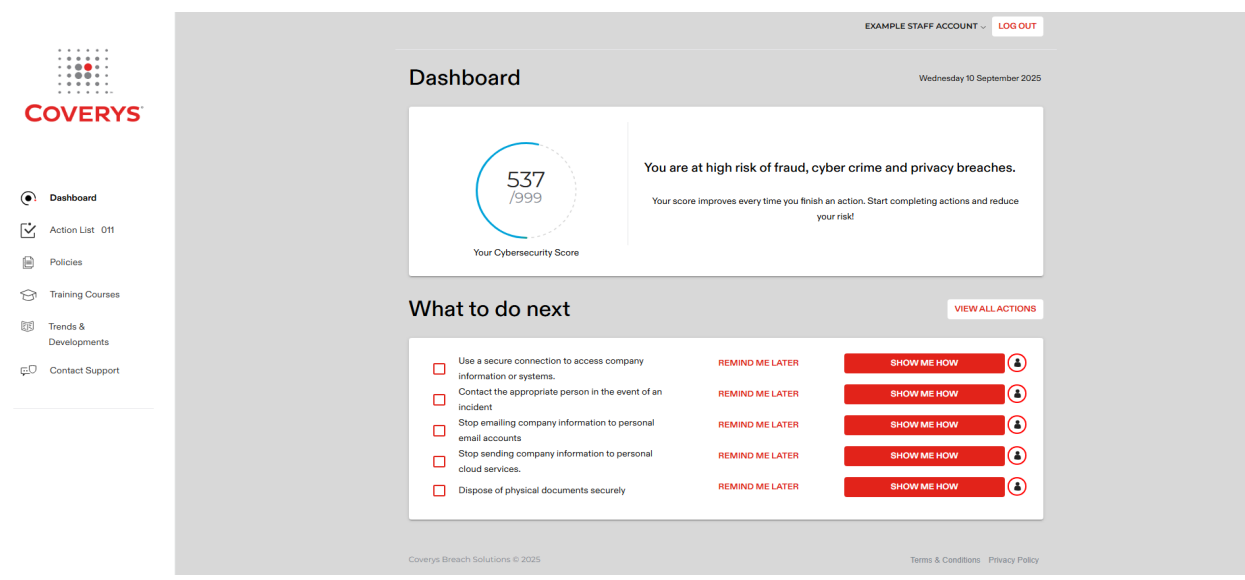 EXAMPLE STAFF ACCOUNT
LOG OUT
COVERYS
Dashboard
Action List 011
Policies
Training Courses
Trends &
Developments
Contact Support
Dashboard
Wednesday 10 September 2025
537
/999
Your Cybersecurity Score
You are at high risk of fraud, cyber crime and privacy breaches.
Your score improves every time you finish an action. Start completing actions and reduce
your risk!
What to do next
VIEW ALL ACTIONS
Use a secure connection to access company
information or systems.
REMIND ME LATER
SHOW ME HOW
Contact the appropriate person in the event of an
incident
REMIND ME LATER
SHOW ME HOW
Stop emailing company information to personal
email accounts
REMIND ME LATER
SHOW ME HOW
Stop sending company information to personal
cloud services.
REMIND ME LATER
SHOW ME HOW
Dispose of physical documents securely
REMIND ME LATER
SHOW ME HOW
Coverys Breach Solutions © 2025
Terms & Conditions
Privacy Policy